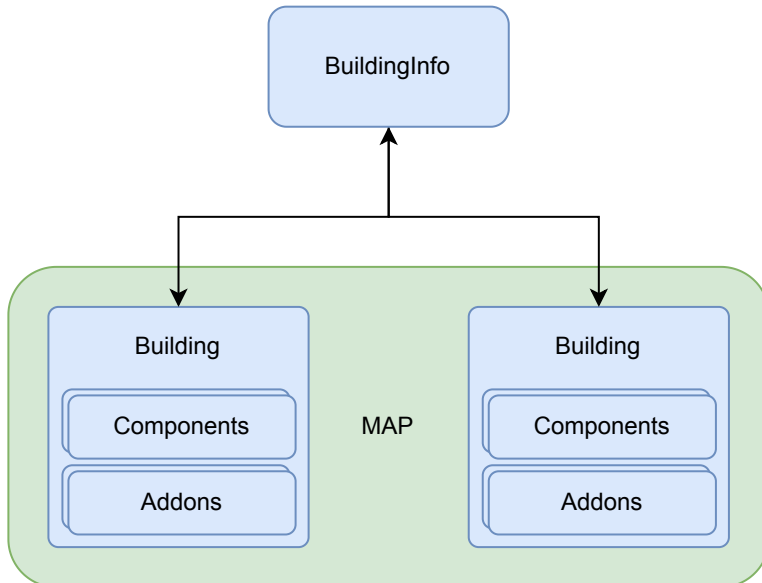 BuildingInfo
Building
Building
Components
MAP
Components
Addons
Addons